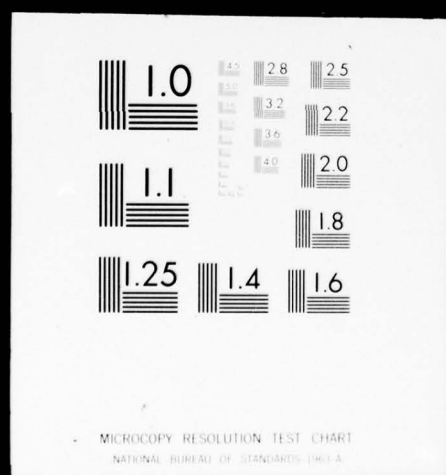 1.0 4.5 2.8 2.5
5.0 3.2 2.2
3.6
1.1 4.0 2.0
1.8
1.25 1.4 1.6
MICROCOPY RESOLUTION TEST CHART
NATIONAL BUREAU OF STANDARDS-1963-A